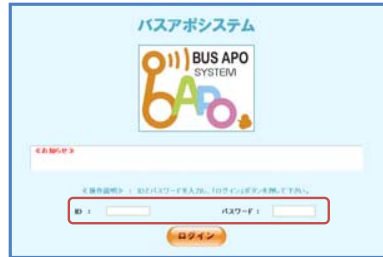 バスアポシステム
BUS APO
SYSTEM
APO
≪お知らせ≫
≪操作説明≫ : IDとパスワードを入力し、「ログイン」ボタンを押して下さい。
ID : パスワード :
ログイン